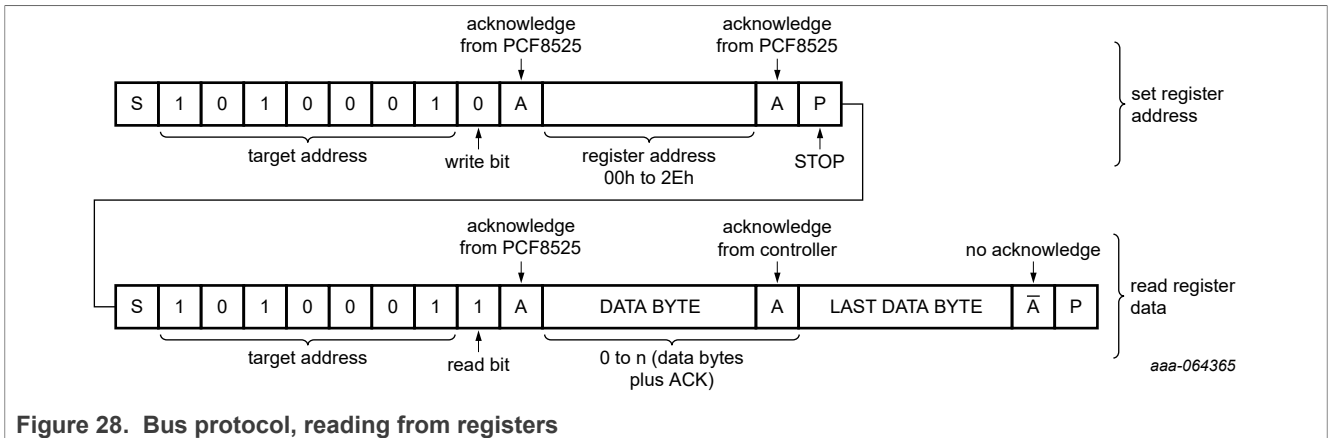 acknowledge
from PCF8525
acknowledge
from PCF8525
S 1 0 1 0 0 0 1 0 A A P
set register
address
target address
write bit
register address
00h to 2Eh
STOP
acknowledge
from PCF8525
acknowledge
from controller
no acknowledge
S 1 0 1 0 0 0 1 1 A DATA BYTE A LAST DATA BYTE A̅ P
read register
data
target address
read bit
0 to n (data bytes
plus ACK)
aaa-064365
Figure 28. Bus protocol, reading from registers